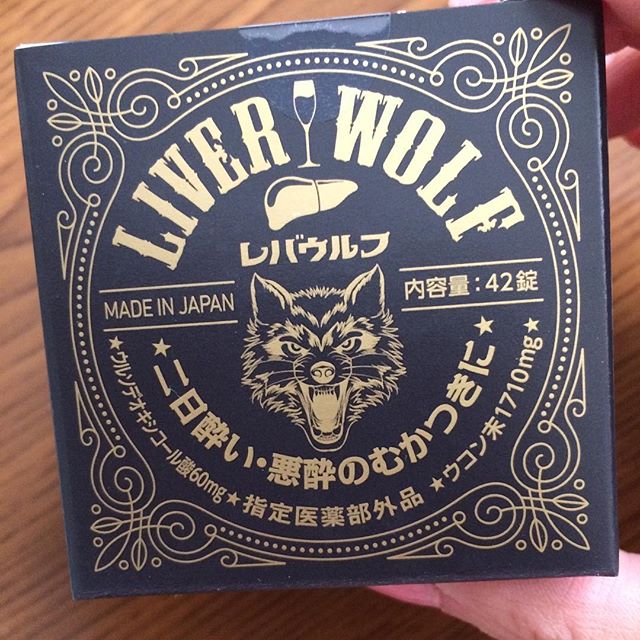 LIVER WOLF
レバウルフ
MADE IN JAPAN
内容量:42錠
二日酔い・悪酔のむかつきに
★ウルソデオキシコール酸60mg★指定医薬部外品★ウコン末1710mg★